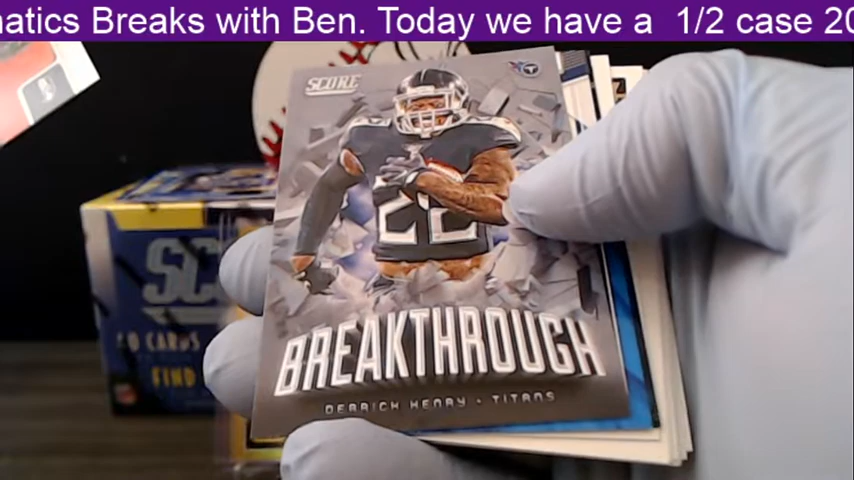 natics Breaks with Ben. Today we have a 1/2 case 20
SCORE
22
BREAKTHROUGH
DERRICK HENRY - TITANS
SC
CARDS
FIND